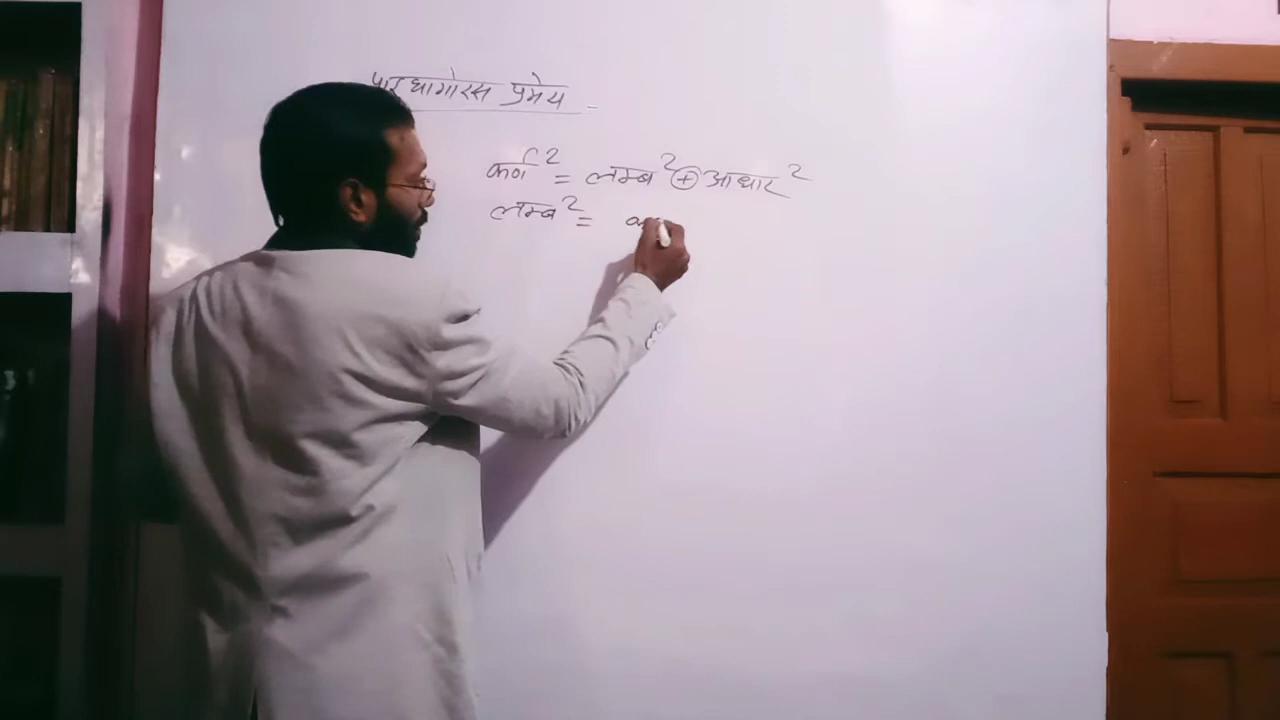 पाइथागोरस प्रमेय
कर्ण² = लम्ब² + आधार²
लम्ब² = क